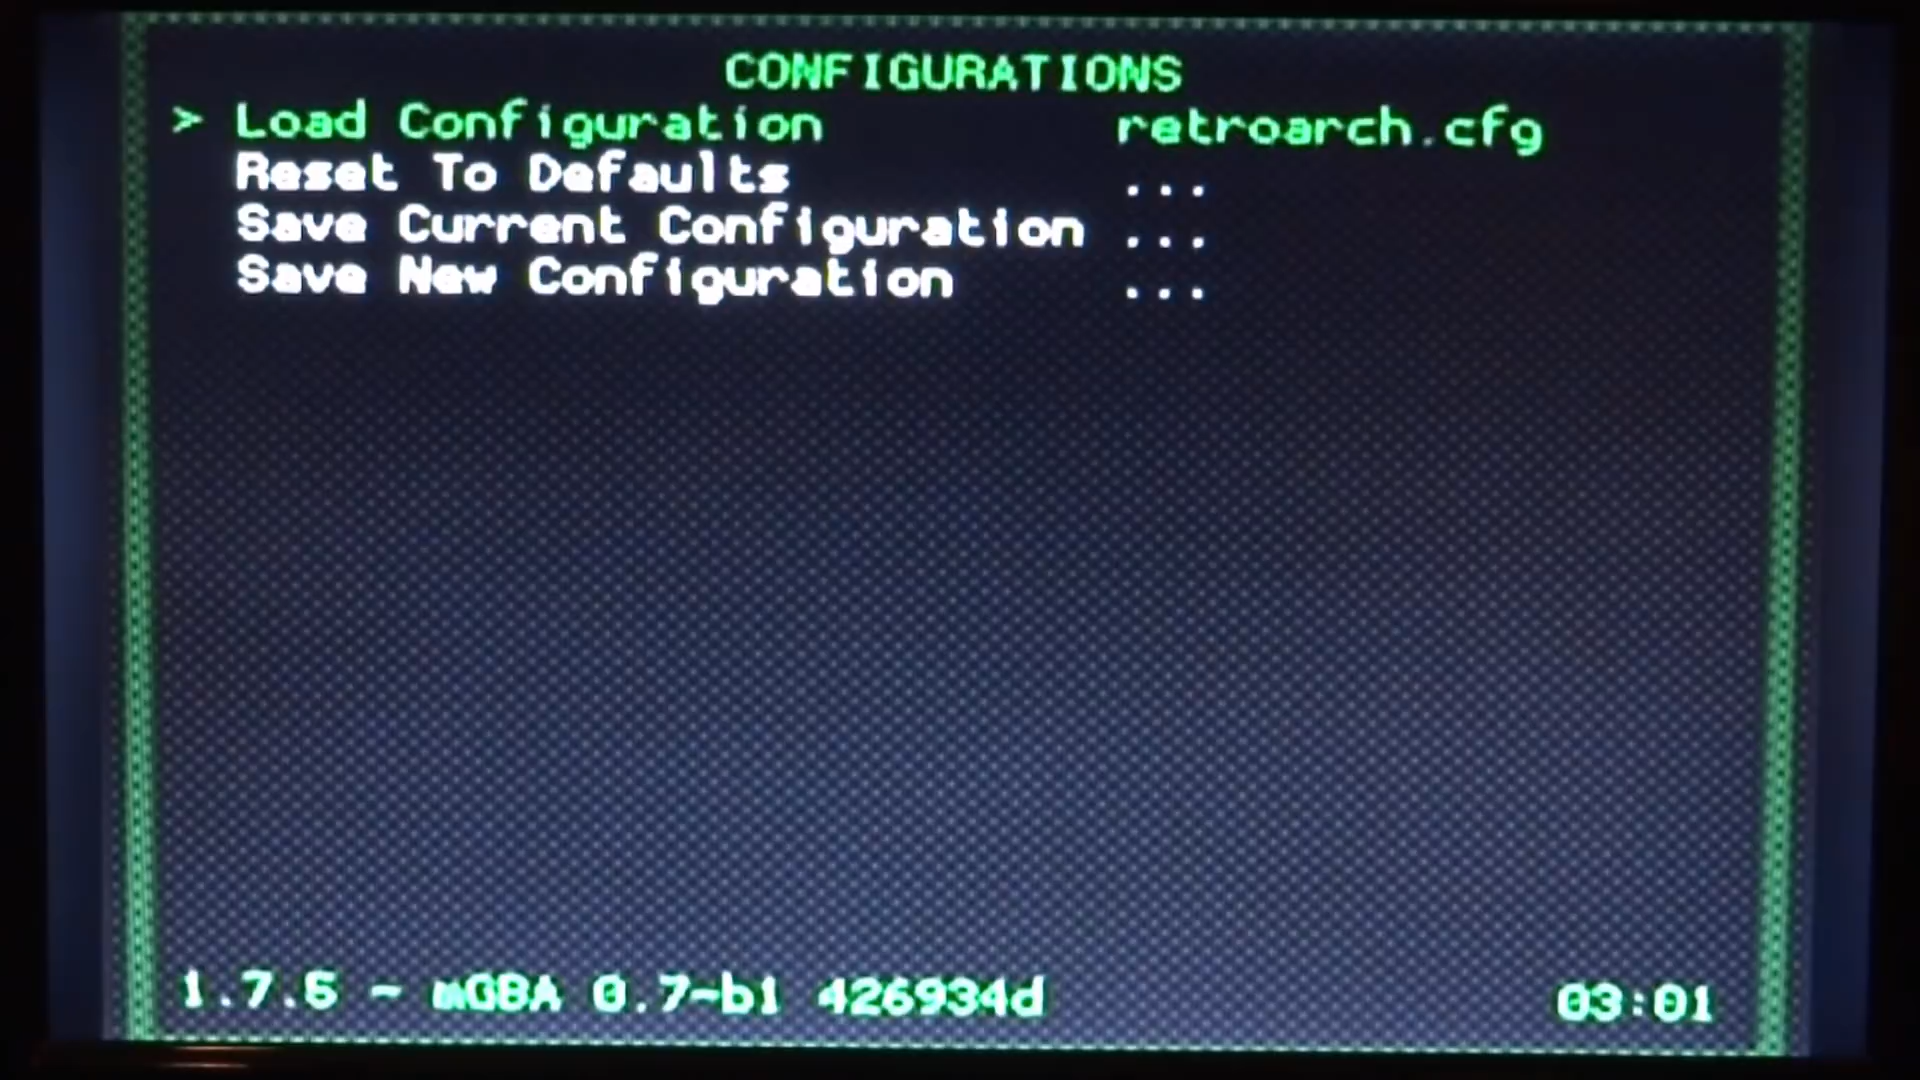 CONFIGURATIONS
> Load Configuration retroarch.cfg
Reset To Defaults ...
Save Current Configuration ...
Save New Configuration ...
1.7.5 - mGBA 0.7-b1 426934d 03:01